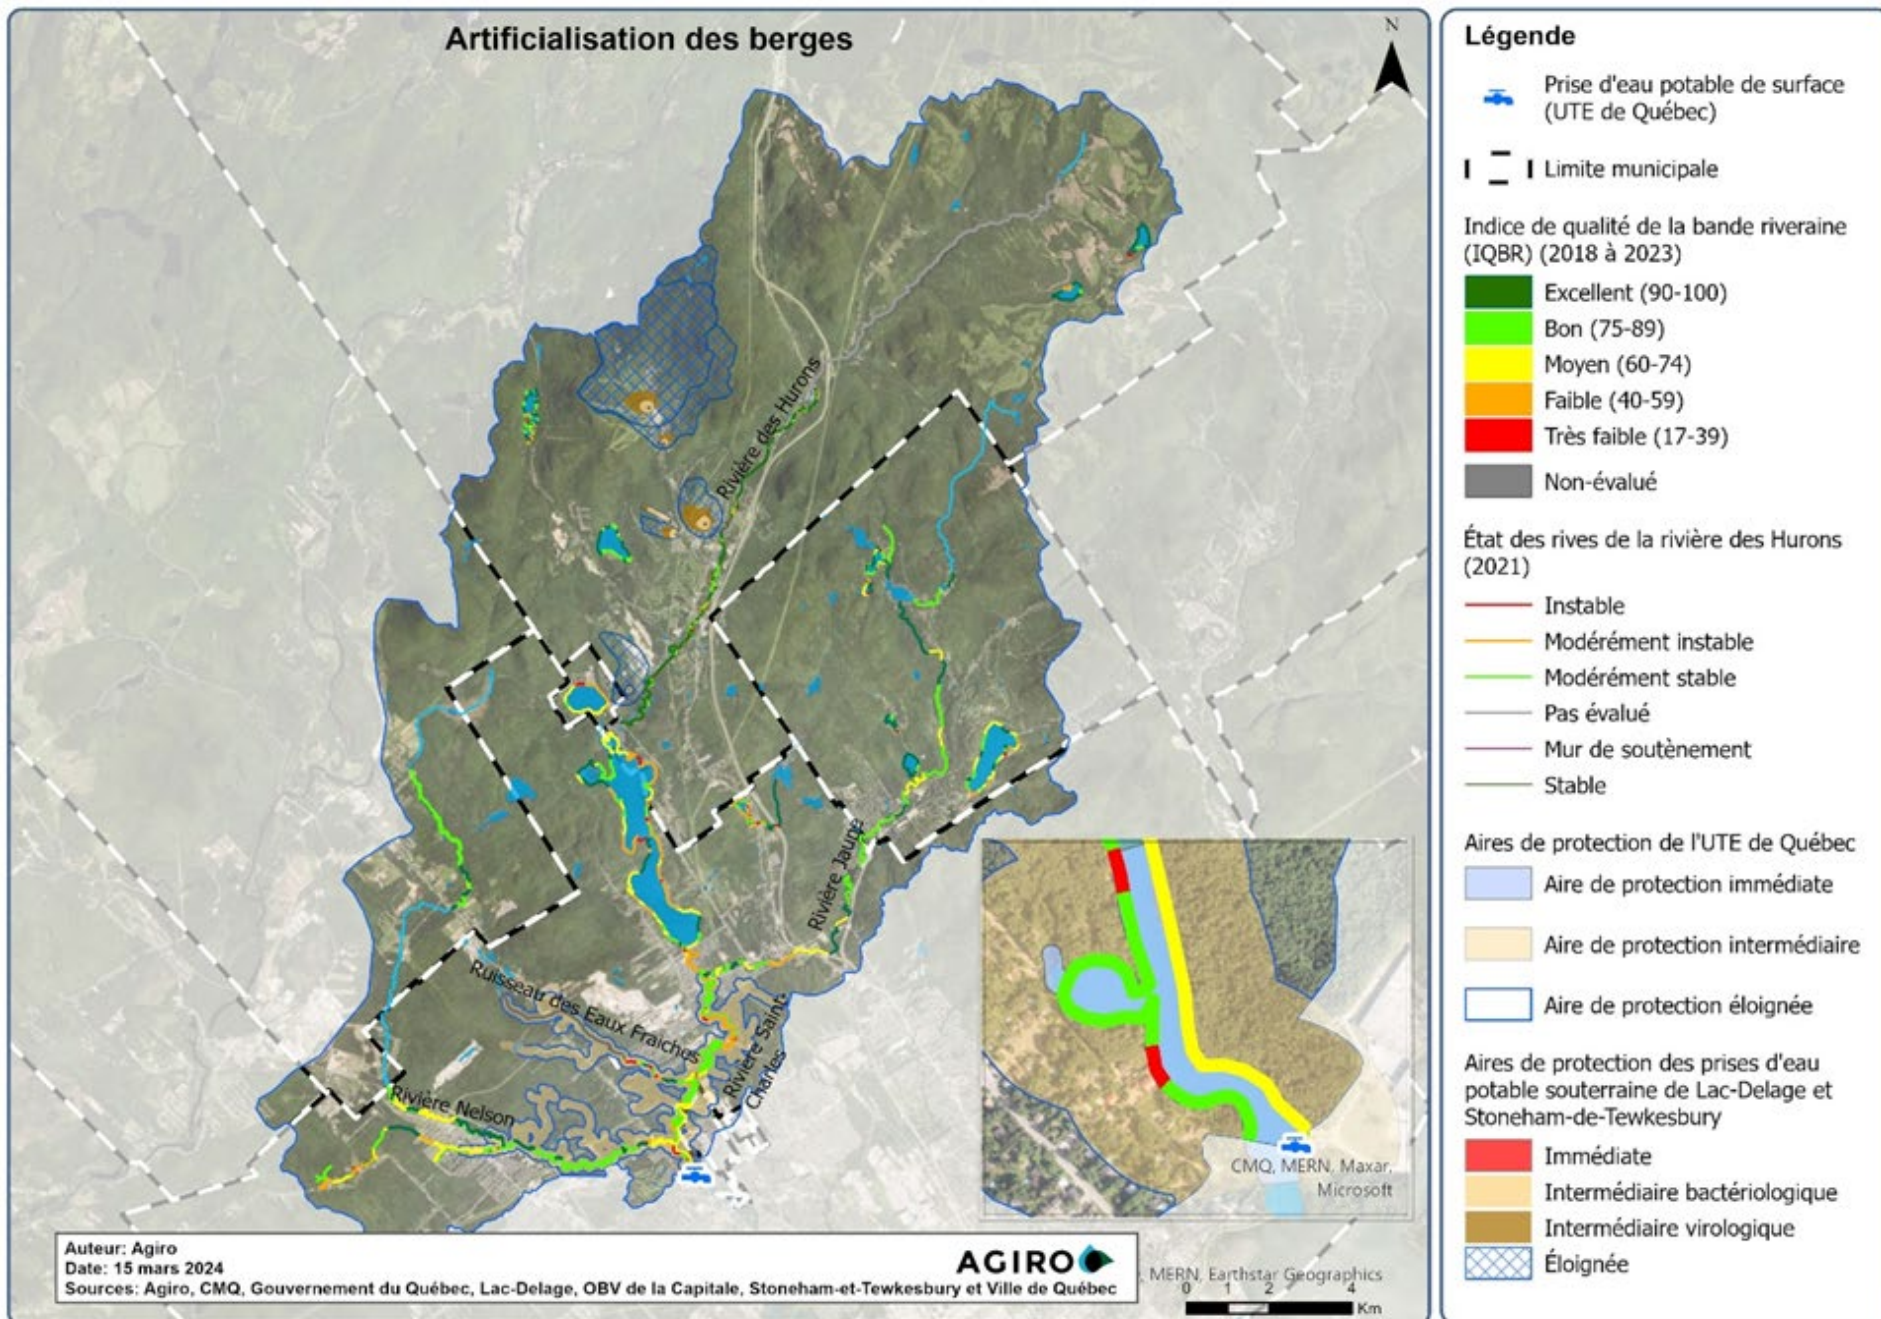 Artificialisation des berges
N
Rivière des Hurons
Rivière Jaune
Ruisseau des Eaux Fraiches
Rivière Saint-
Charles
Rivière Nelson
CMQ, MERN, Maxar,
Microsoft
Auteur: Agiro
Date: 15 mars 2024
Sources: Agiro, CMQ, Gouvernement du Québec, Lac-Delage, OBV de la Capitale, Stoneham-et-Tewkesbury et Ville de Québec
AGIRO
, MERN, Earthstar Geographics
0 1 2 4
Km
Légende
Prise d'eau potable de surface
(UTE de Québec)
Limite municipale
Indice de qualité de la bande riveraine
(IQBR) (2018 à 2023)
Excellent (90-100)
Bon (75-89)
Moyen (60-74)
Faible (40-59)
Très faible (17-39)
Non-évalué
État des rives de la rivière des Hurons
(2021)
Instable
Modérément instable
Modérément stable
Pas évalué
Mur de soutènement
Stable
Aires de protection de l'UTE de Québec
Aire de protection immédiate
Aire de protection intermédiaire
Aire de protection éloignée
Aires de protection des prises d'eau
potable souterraine de Lac-Delage et
Stoneham-de-Tewkesbury
Immédiate
Intermédiaire bactériologique
Intermédiaire virologique
Éloignée